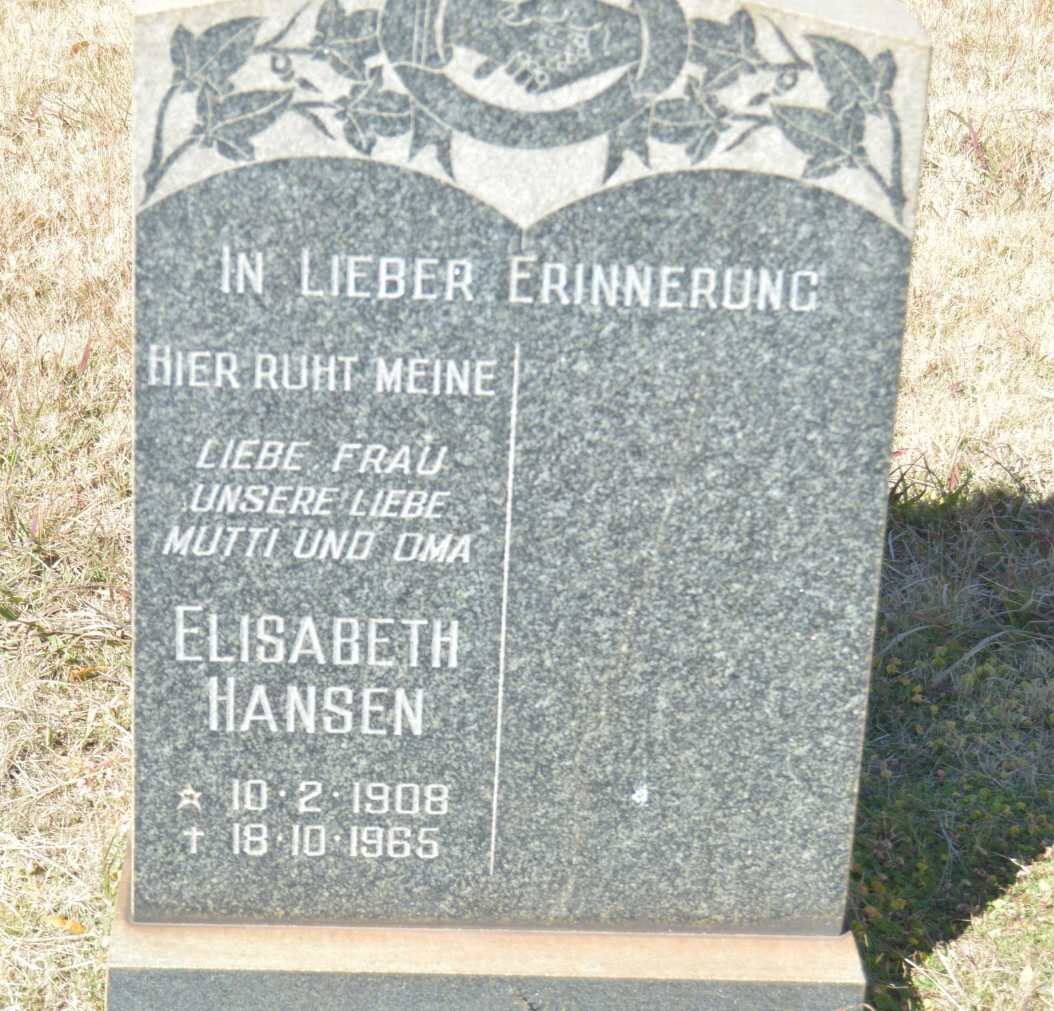 IN LIEBER ERINNERUNG
HIER RUHT MEINE
LIEBE FRAU
UNSERE LIEBE
MUTTI UND OMA
ELISABETH
HANSEN
☆ 10·2·1908
† 18·10·1965